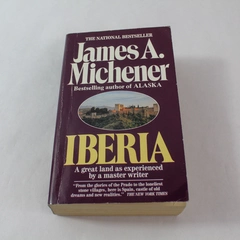 THE NATIONAL BESTSELLER
James A.
Michener
Bestselling author of ALASKA
IBERIA
A great land as experienced
by a master writer
"From the glories of the Prado to the loneliest
stone villages, here is Spain, castle of old
dreams and new realities." THE NEW YORK TIMES